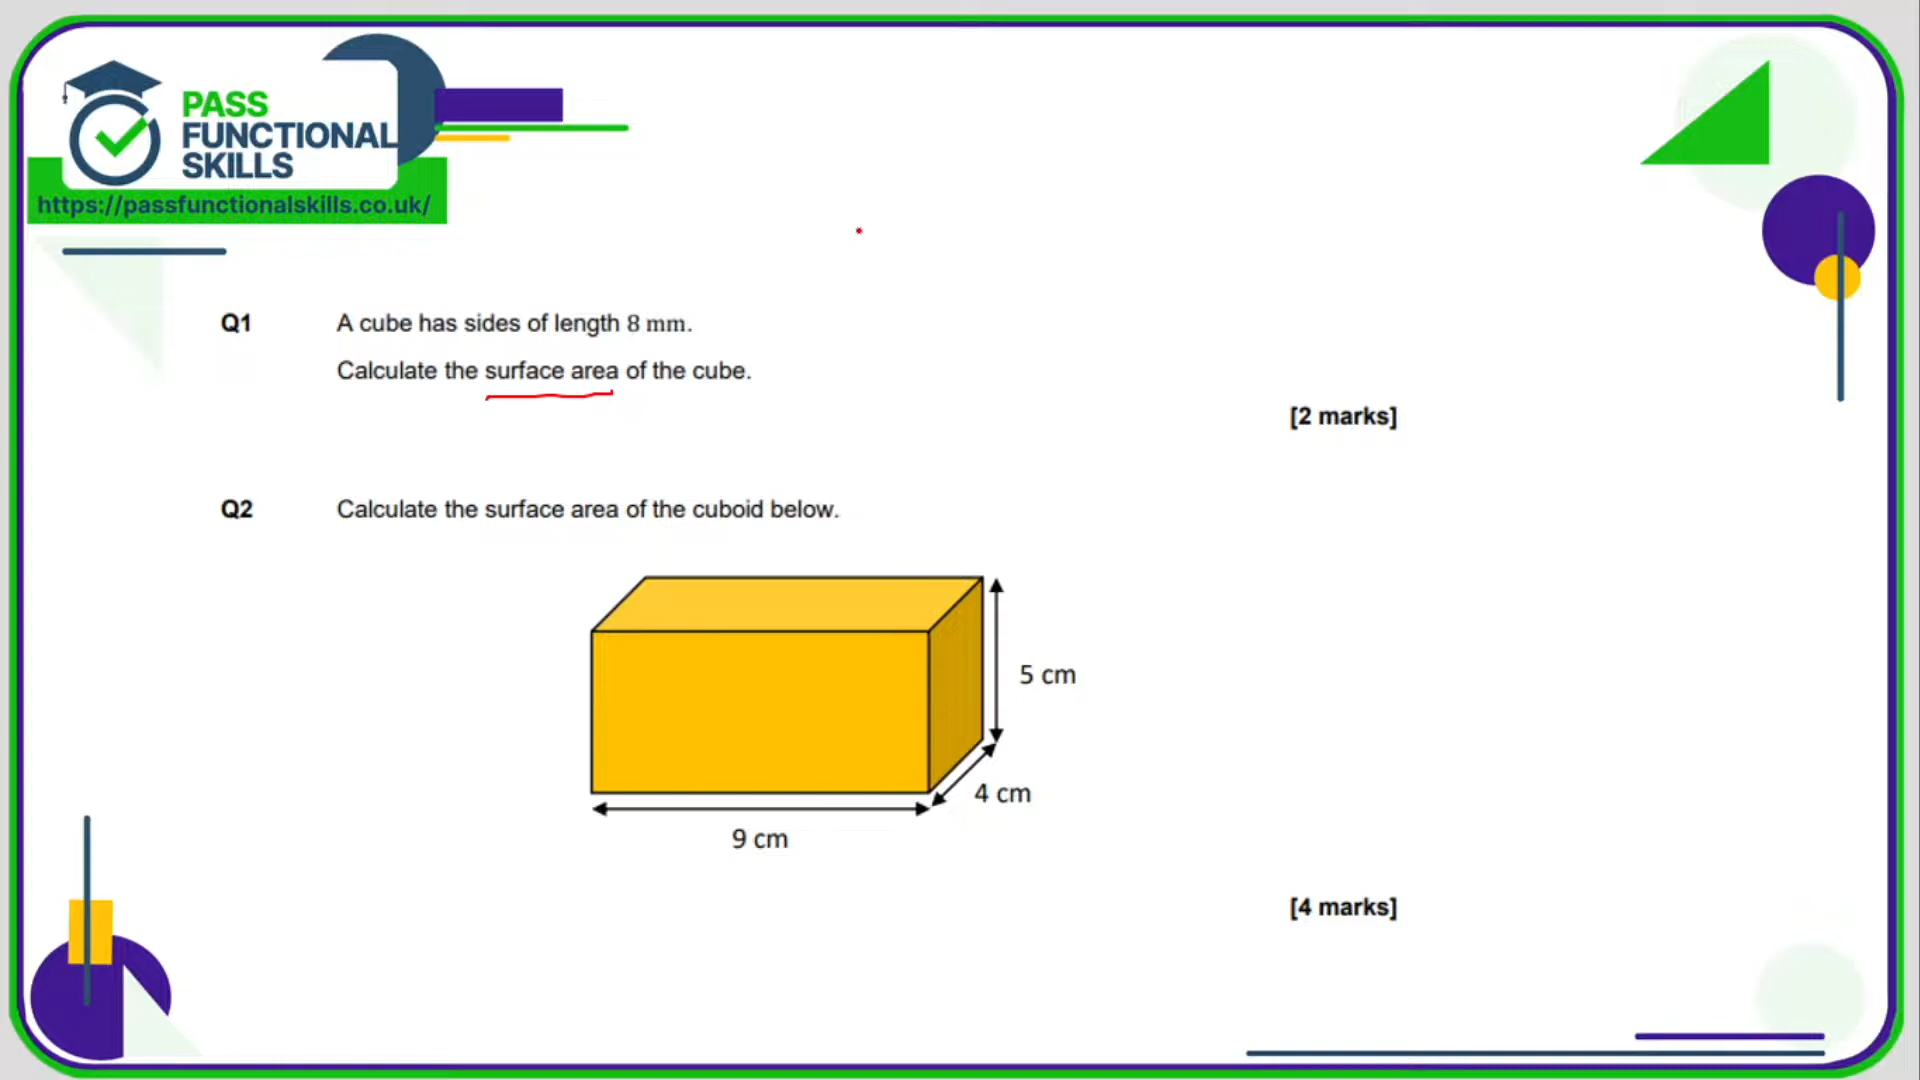 PASS
FUNCTIONAL
SKILLS
https://passfunctionalskills.co.uk/
Q1 A cube has sides of length 8 mm.
Calculate the surface area of the cube.
[2 marks]
Q2 Calculate the surface area of the cuboid below.
5 cm
4 cm
9 cm
[4 marks]